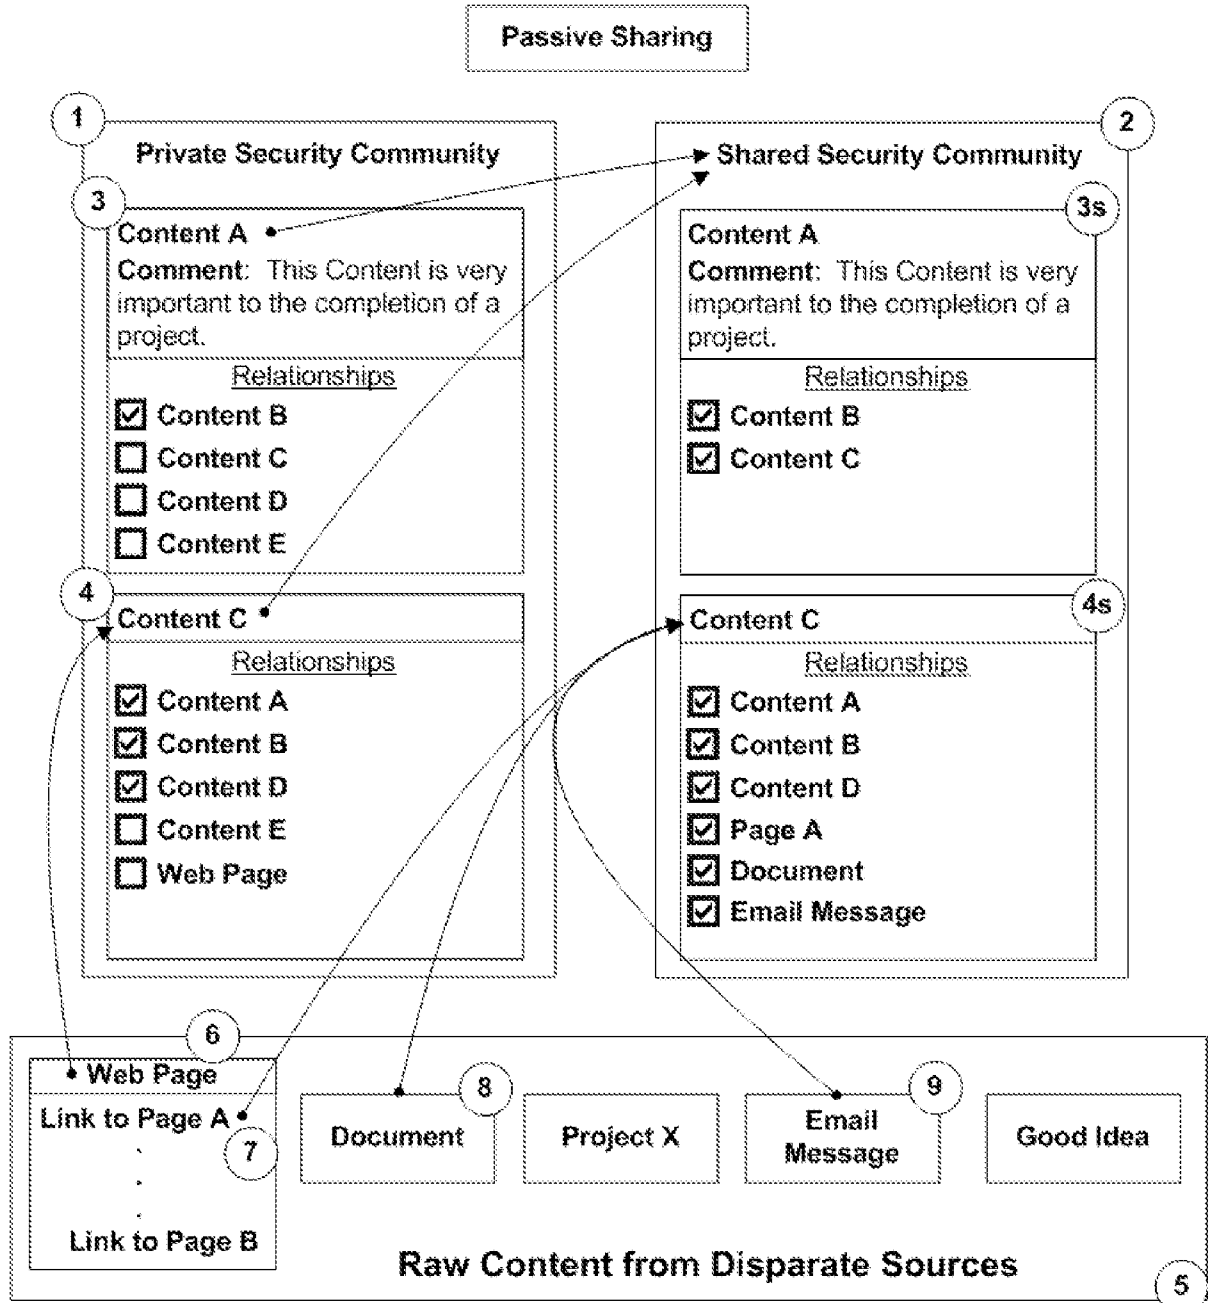 Passive Sharing
1
Private Security Community
3
Content A
Comment: This Content is very
important to the completion of a
project.
Relationships
Content B
Content C
Content D
Content E
4
Content C
Relationships
Content A
Content B
Content D
Content E
Web Page
2
Shared Security Community
3s
Content A
Comment: This Content is very
important to the completion of a
project.
Relationships
Content B
Content C
4s
Content C
Relationships
Content A
Content B
Content D
Page A
Document
Email Message
6
Web Page
Link to Page A
7
.
.
.
Link to Page B
8
Document
Project X
9
Email
Message
Good Idea
Raw Content from Disparate Sources
5